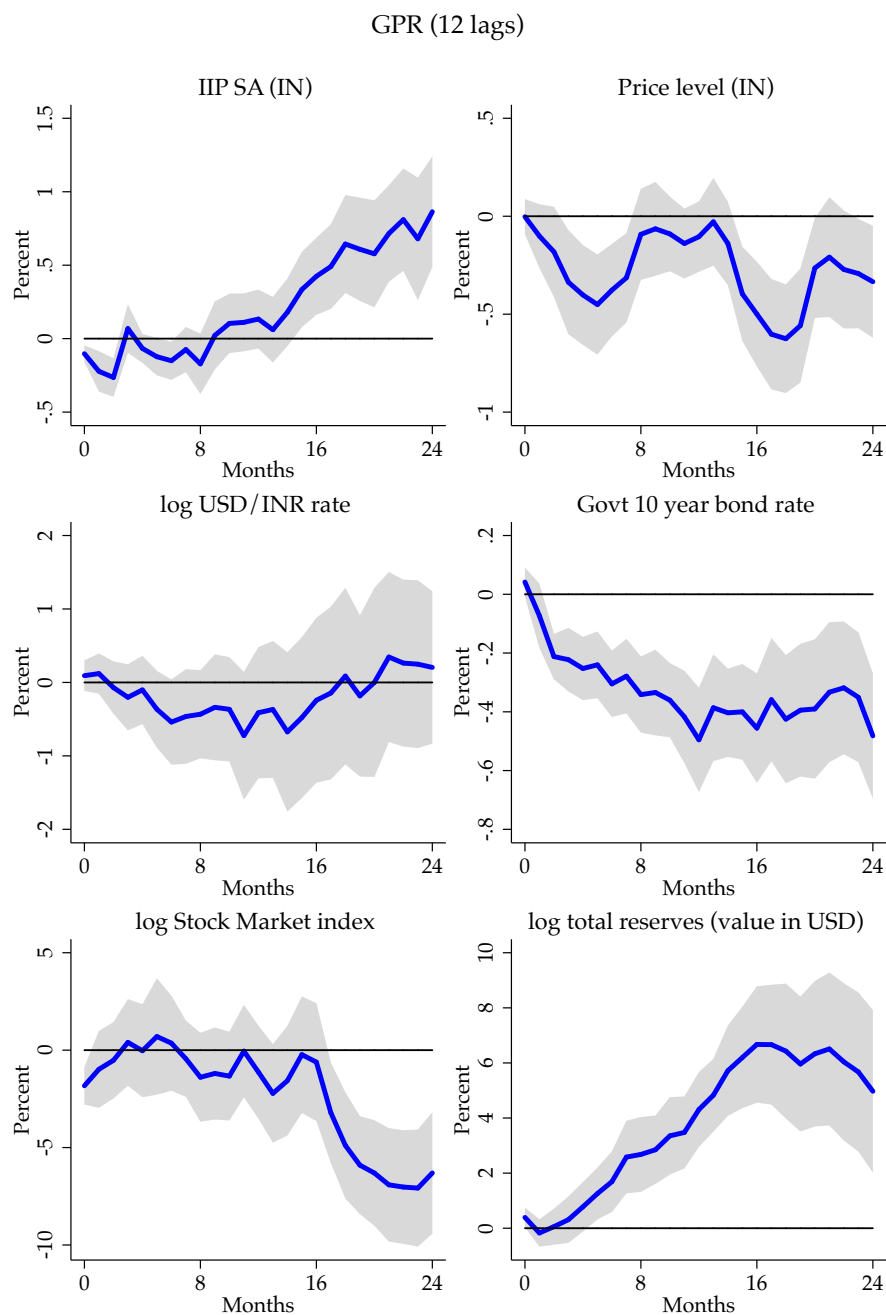 GPR (12 lags)
IIP SA (IN)
Percent
1.5
1
.5
0
-.5
0 8 16 24
Months
Price level (IN)
Percent
.5
0
-.5
-1
0 8 16 24
Months
log USD/INR rate
Percent
2
1
0
-1
-2
0 8 16 24
Months
Govt 10 year bond rate
Percent
.2
0
-.2
-.4
-.6
-.8
0 8 16 24
Months
log Stock Market index
Percent
5
0
-5
-10
0 8 16 24
Months
log total reserves (value in USD)
Percent
10
8
6
4
2
0
0 8 16 24
Months